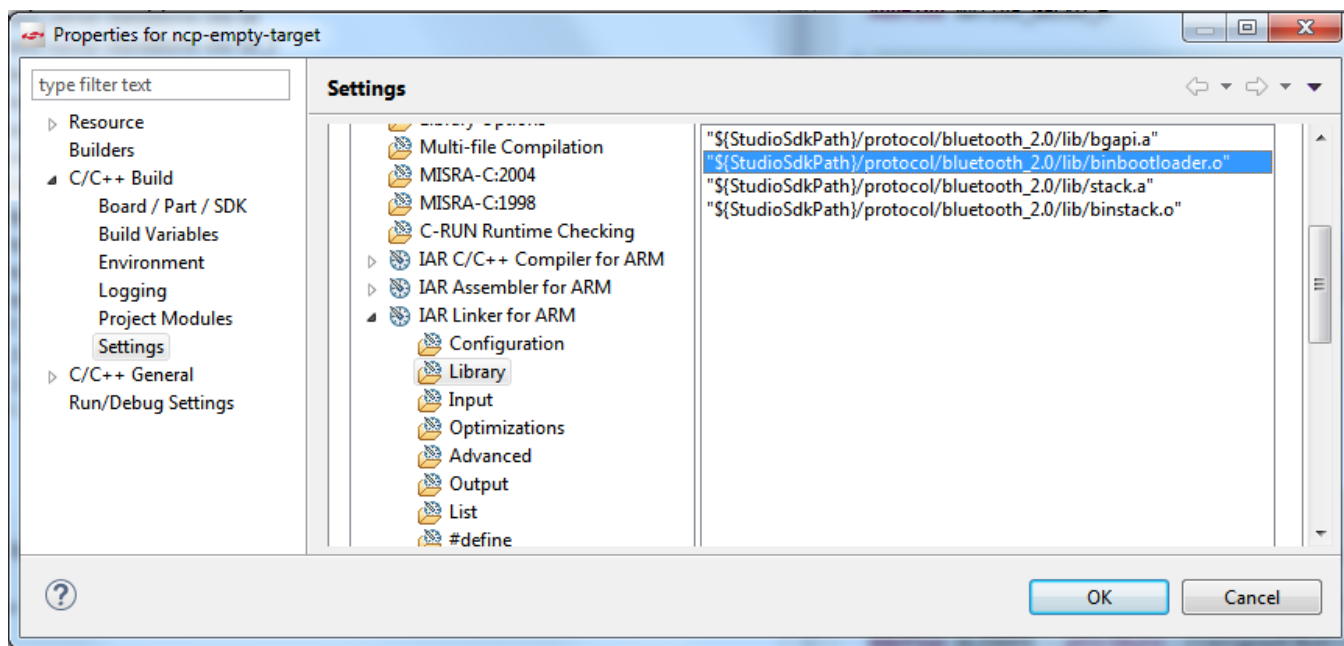 Properties for ncp-empty-target
type filter text
Resource
Builders
C/C++ Build
Board / Part / SDK
Build Variables
Environment
Logging
Project Modules
Settings
C/C++ General
Run/Debug Settings
Settings
Library Options
Multi-file Compilation
MISRA-C:2004
MISRA-C:1998
C-RUN Runtime Checking
IAR C/C++ Compiler for ARM
IAR Assembler for ARM
IAR Linker for ARM
Configuration
Library
Input
Optimizations
Advanced
Output
List
#define
"${StudioSdkPath}/protocol/bluetooth_2.0/lib/bgapi.a"
"${StudioSdkPath}/protocol/bluetooth_2.0/lib/binbootloader.o"
"${StudioSdkPath}/protocol/bluetooth_2.0/lib/stack.a"
"${StudioSdkPath}/protocol/bluetooth_2.0/lib/binstack.o"
OK
Cancel